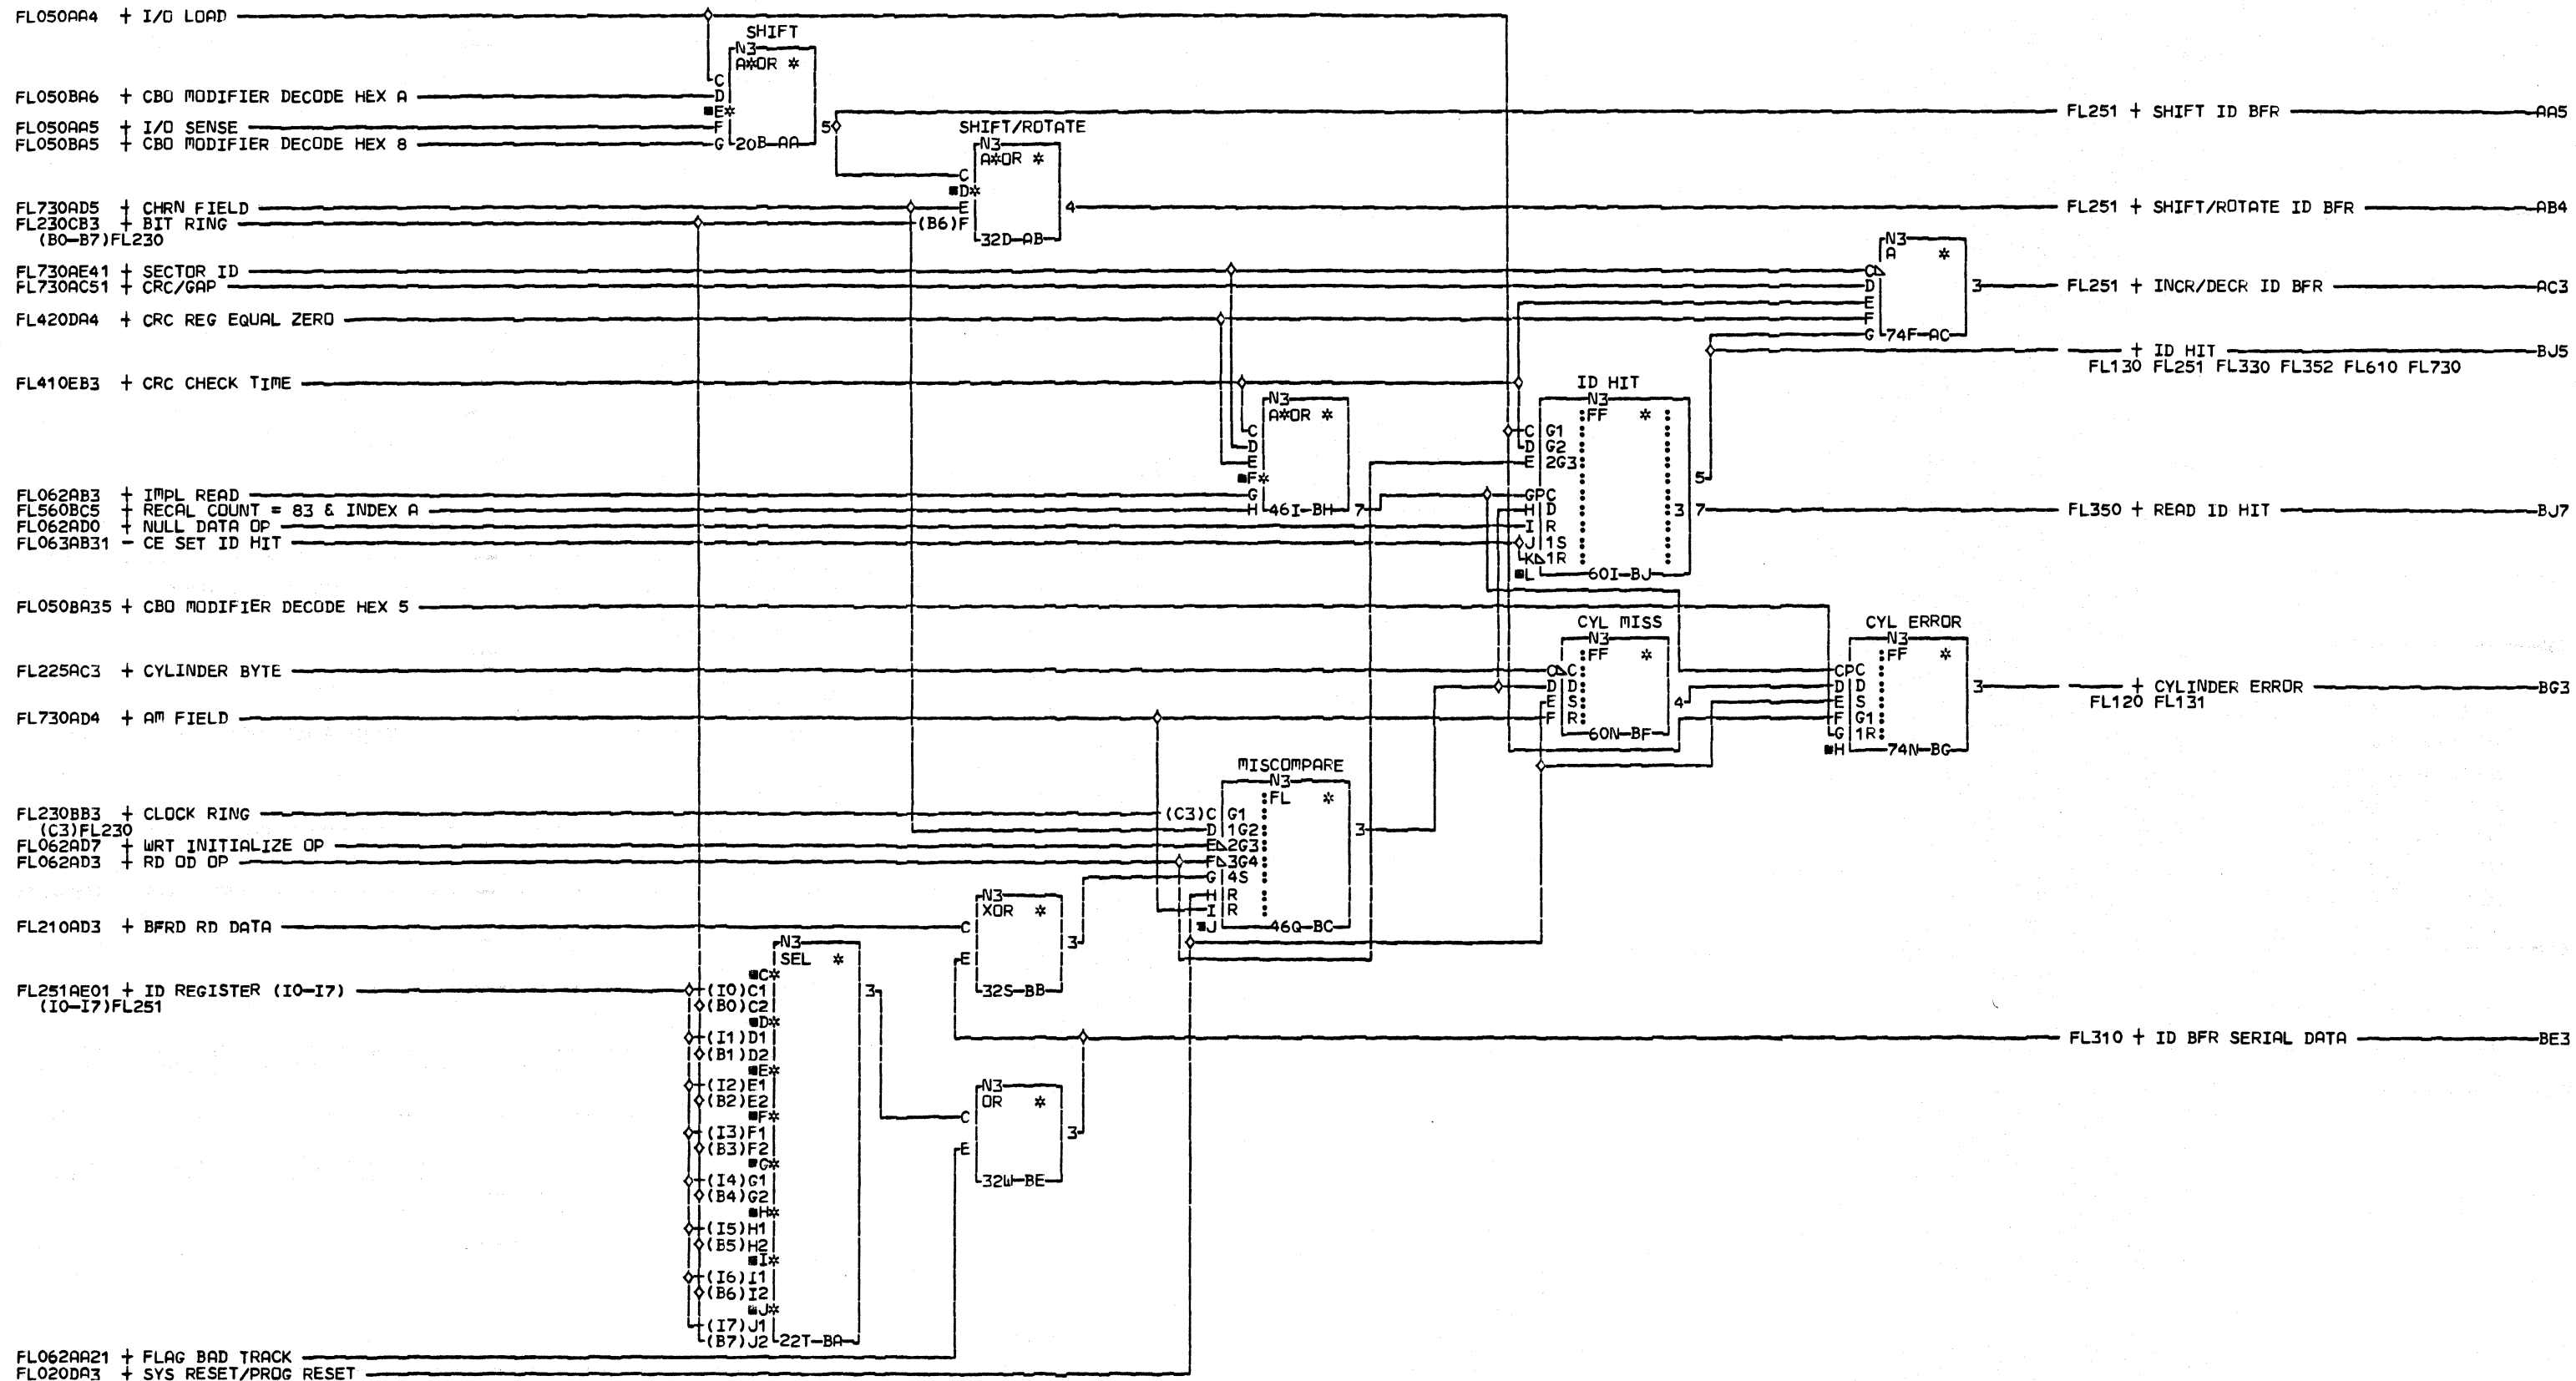 FL050AA4 + I/O LOAD
SHIFT
N3
A*OR *
C
FL050BA6 + CBO MODIFIER DECODE HEX A D
■E*
FL050AA5 + I/O SENSE F
FL050BA5 + CBO MODIFIER DECODE HEX 8 G 20B-AA
5
FL251 + SHIFT ID BFR AA5
SHIFT/ROTATE
N3
A*OR *
C
■D*
FL730AD5 + CHRN FIELD E
FL230CB3 + BIT RING (B6)F
(B0-B7)FL230
32D-AB
4 FL251 + SHIFT/ROTATE ID BFR AB4
N3
A *
FL730AE41 + SECTOR ID C
FL730AC51 + CRC/GAP D
E
3 FL251 + INCR/DECR ID BFR AC3
FL420DA4 + CRC REG EQUAL ZERO F
G 74F-AC
+ ID HIT BJ5
FL130 FL251 FL330 FL352 FL610 FL730
FL410EB3 + CRC CHECK TIME
N3
A*OR *
C
D
E
■F*
FL062AB3 + IMPL READ G
FL560BC5 + RECAL COUNT = 83 & INDEX A H 46I-BH 7
FL062AD0 + NULL DATA OP
FL063AB31 - CE SET ID HIT
ID HIT
N3
FF *
C G1
D G2
E 2G3
5
GPC
H D 3 7 FL350 + READ ID HIT BJ7
I R
J 1S
K 1R
■L 60I-BJ
FL050BA35 + CBO MODIFIER DECODE HEX 5
CYL MISS
N3
FF *
FL225AC3 + CYLINDER BYTE C C
D D
E S 4
FL730AD4 + AM FIELD F R
60N-BF
CYL ERROR
N3
FF *
CPC
D D 3 + CYLINDER ERROR BG3
E S FL120 FL131
F G1
G 1R
■H 74N-BG
MISCOMPARE
N3
FL *
FL230BB3 + CLOCK RING (C3)C G1
(C3)FL230
D 1G2 3
FL062AD7 + WRT INITIALIZE OP E 2G3
FL062AD3 + RD OD OP F 3G4
G 4S
H R
I R
■J 46Q-BC
N3
XOR *
FL210AD3 + BFRD RD DATA C
3
E
32S-BB
N3
SEL *
■C*
FL251AE01 + ID REGISTER (I0-I7) (I0)C1 3
(I0-I7)FL251 (B0)C2
■D*
(I1)D1
FL310 + ID BFR SERIAL DATA BE3
(B1)D2
■E*
(I2)E1
(B2)E2
■F*
(I3)F1
(B3)F2
■G*
(I4)G1
(B4)G2
■H*
(I5)H1
(B5)H2
■I*
(I6)I1
(B6)I2
■J*
(I7)J1
(B7)J2 22T-BA
N3
OR *
C
3
E
32W-BE
FL062AA21 + FLAG BAD TRACK
FL020DA3 + SYS RESET/PROG RESET